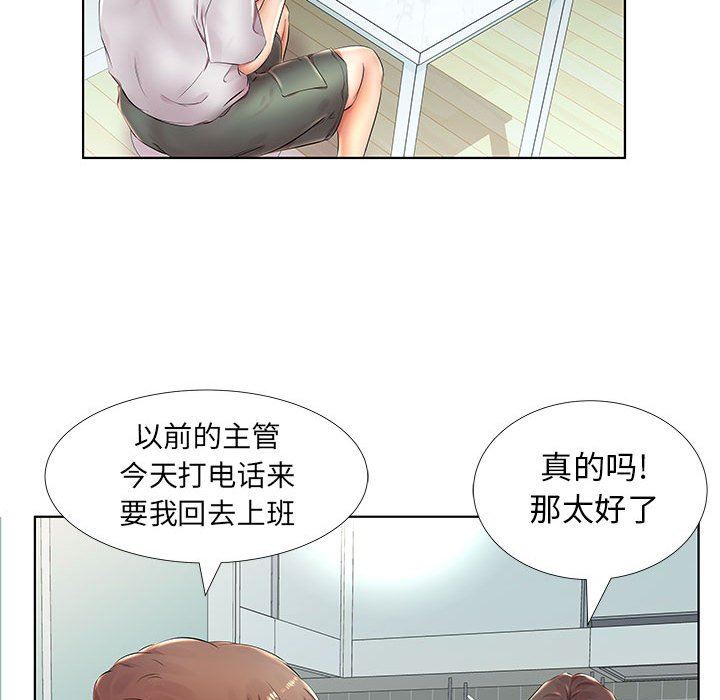 以前的主管
今天打电话来
要我回去上班
真的吗!
那太好了